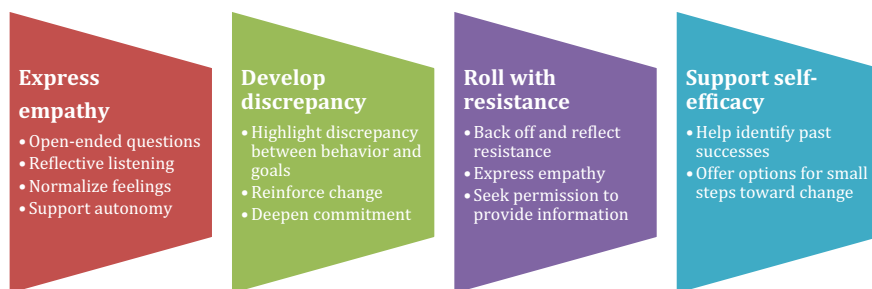 Express
empathy
• Open-ended questions
• Reflective listening
• Normalize feelings
• Support autonomy
Develop
discrepancy
• Highlight discrepancy
between behavior and
goals
• Reinforce change
• Deepen commitment
Roll with
resistance
• Back off and reflect
resistance
• Express empathy
• Seek permission to
provide information
Support self-
efficacy
• Help identify past
successes
• Offer options for small
steps toward change